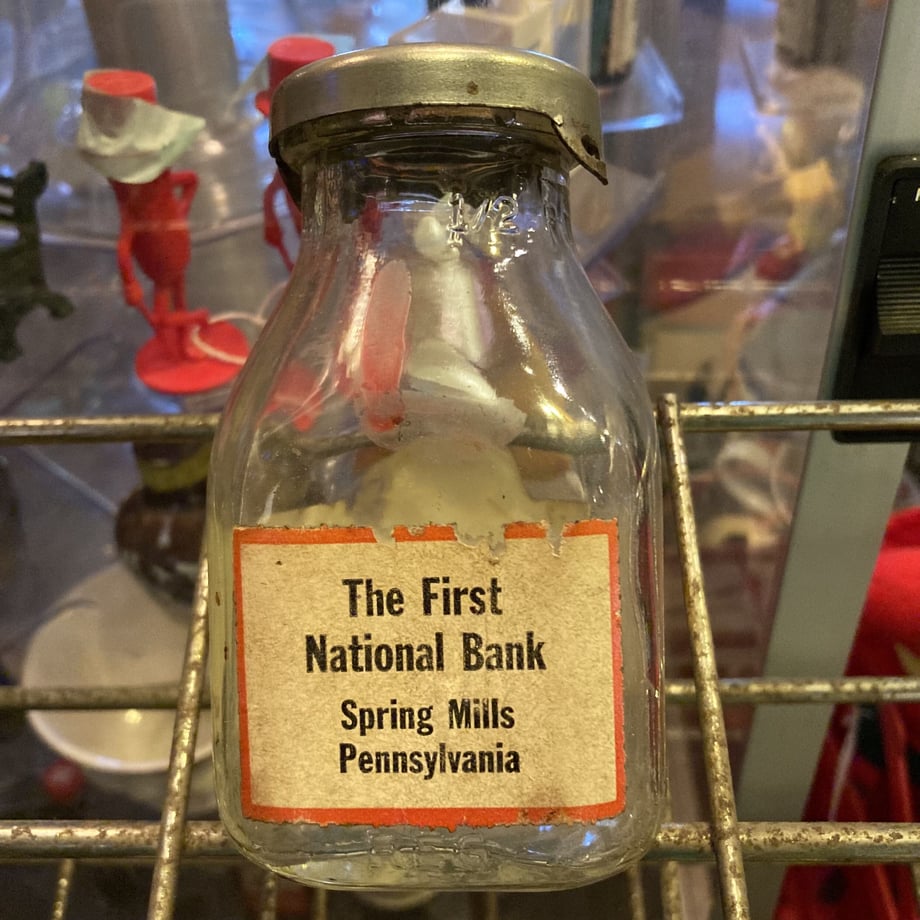 1/2
The First
National Bank
Spring Mills
Pennsylvania